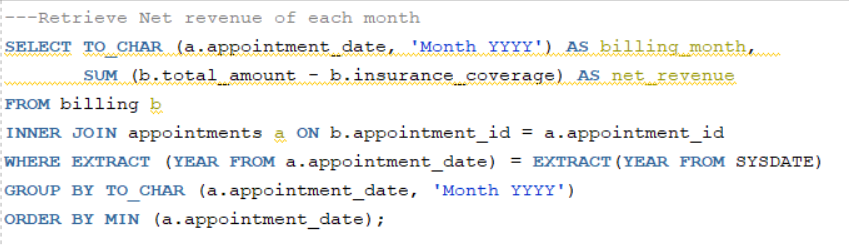 ---Retrieve Net revenue of each month
SELECT TO_CHAR (a.appointment_date, 'Month YYYY') AS billing_month,
SUM (b.total_amount - b.insurance_coverage) AS net_revenue
FROM billing b
INNER JOIN appointments a ON b.appointment_id = a.appointment_id
WHERE EXTRACT (YEAR FROM a.appointment_date) = EXTRACT(YEAR FROM SYSDATE)
GROUP BY TO_CHAR (a.appointment_date, 'Month YYYY')
ORDER BY MIN (a.appointment_date);